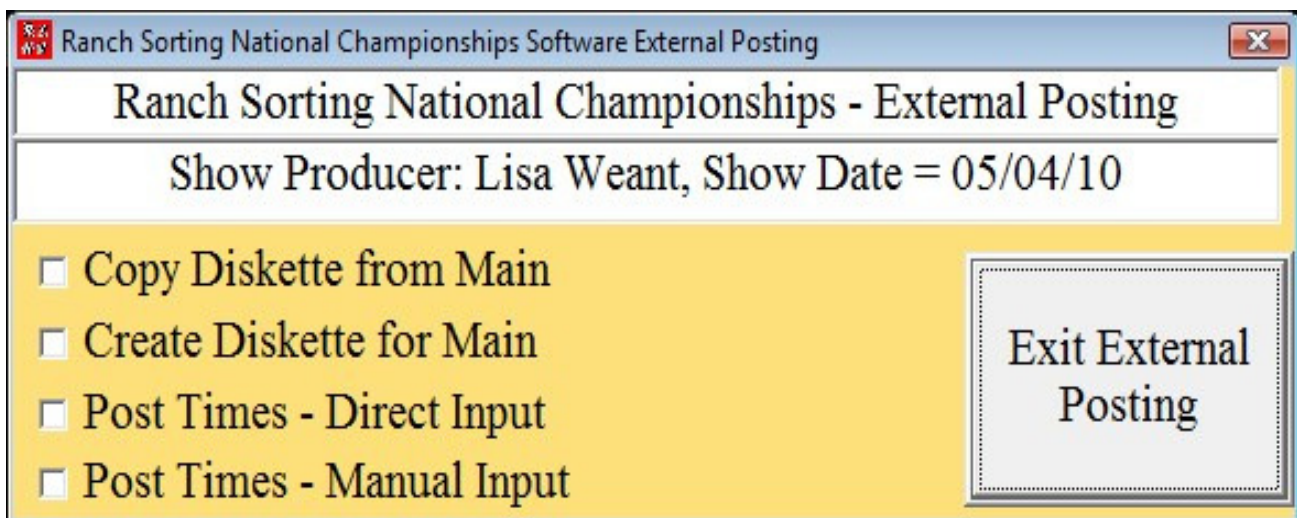 Ranch Sorting National Championships Software External Posting
Ranch Sorting National Championships - External Posting
Show Producer: Lisa Weant, Show Date = 05/04/10
Copy Diskette from Main
Create Diskette for Main
Post Times - Direct Input
Post Times - Manual Input
Exit External
Posting